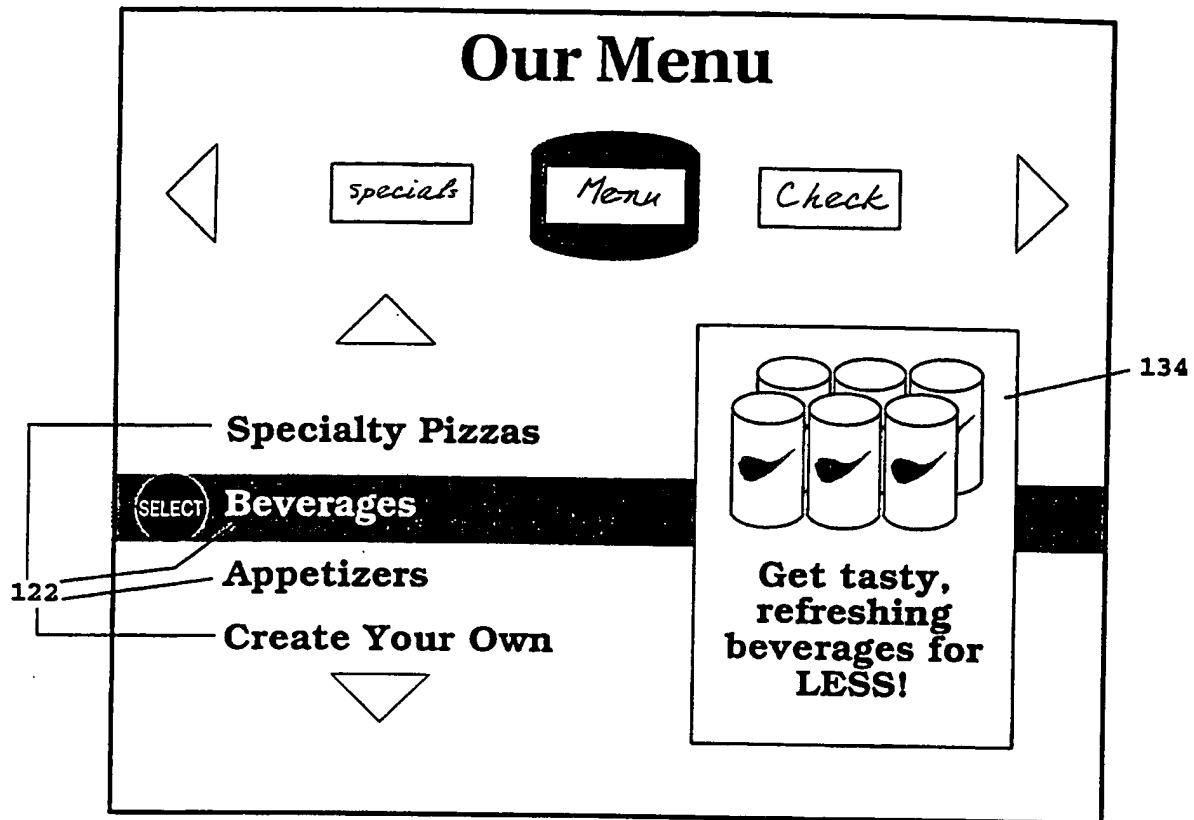 Our Menu
specials
Menu
Check
134
Specialty Pizzas
SELECT Beverages
122
Appetizers
Create Your Own
Get tasty,
refreshing
beverages for
LESS!